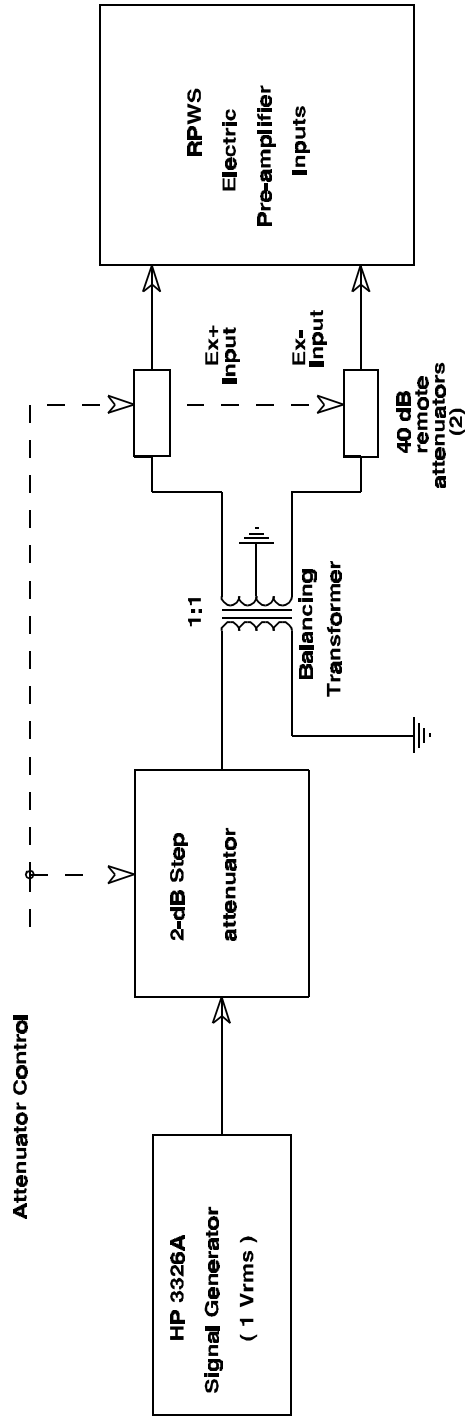 Attenuator Control
HP 3326A
Signal Generator
( 1 Vrms )
2-dB Step
attenuator
1:1
Balancing
Transformer
Ex+
Input
Ex-
Input
40 dB
remote
attenuators
(2)
RPWS
Electric
Pre-amplifier
Inputs